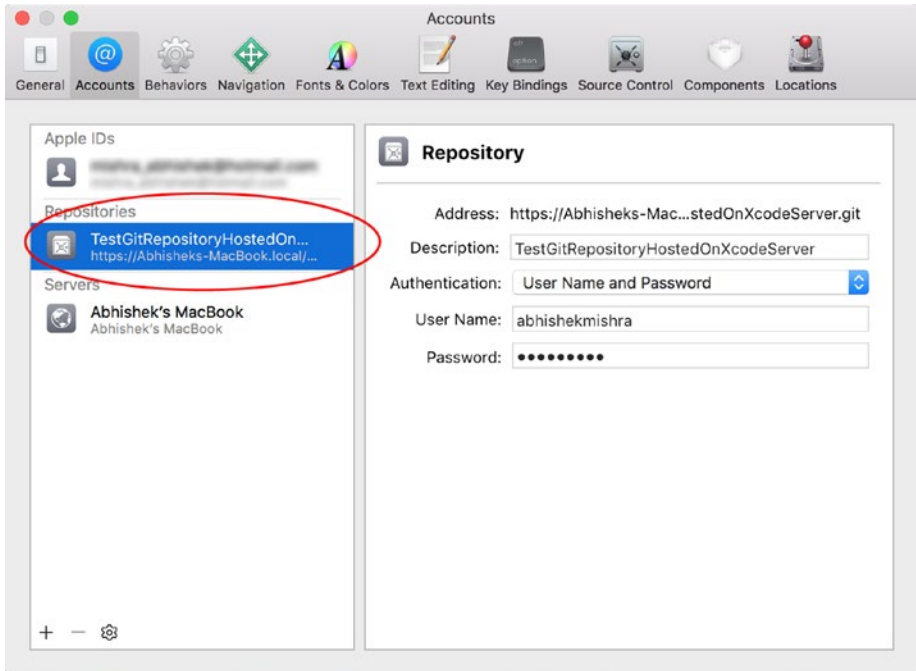 Accounts
General Accounts Behaviors Navigation Fonts & Colors Text Editing Key Bindings Source Control Components Locations
Apple IDs
Repositories
TestGitRepositoryHostedOn...
https://Abhisheks-MacBook.local/...
Servers
Abhishek's MacBook
Abhishek's MacBook
Repository
Address: https://Abhisheks-Mac...stedOnXcodeServer.git
Description: TestGitRepositoryHostedOnXcodeServer
Authentication: User Name and Password
User Name: abhishekmishra
Password: •••••••••